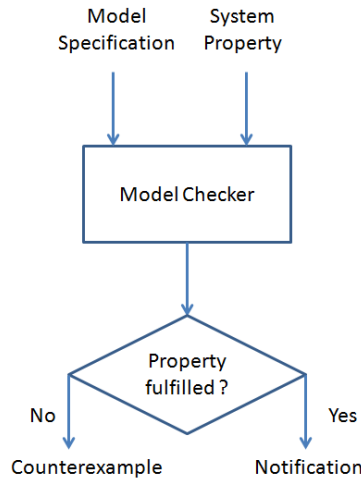 Model
Specification
System
Property
Model Checker
Property
fulfilled ?
No
Yes
Counterexample
Notification